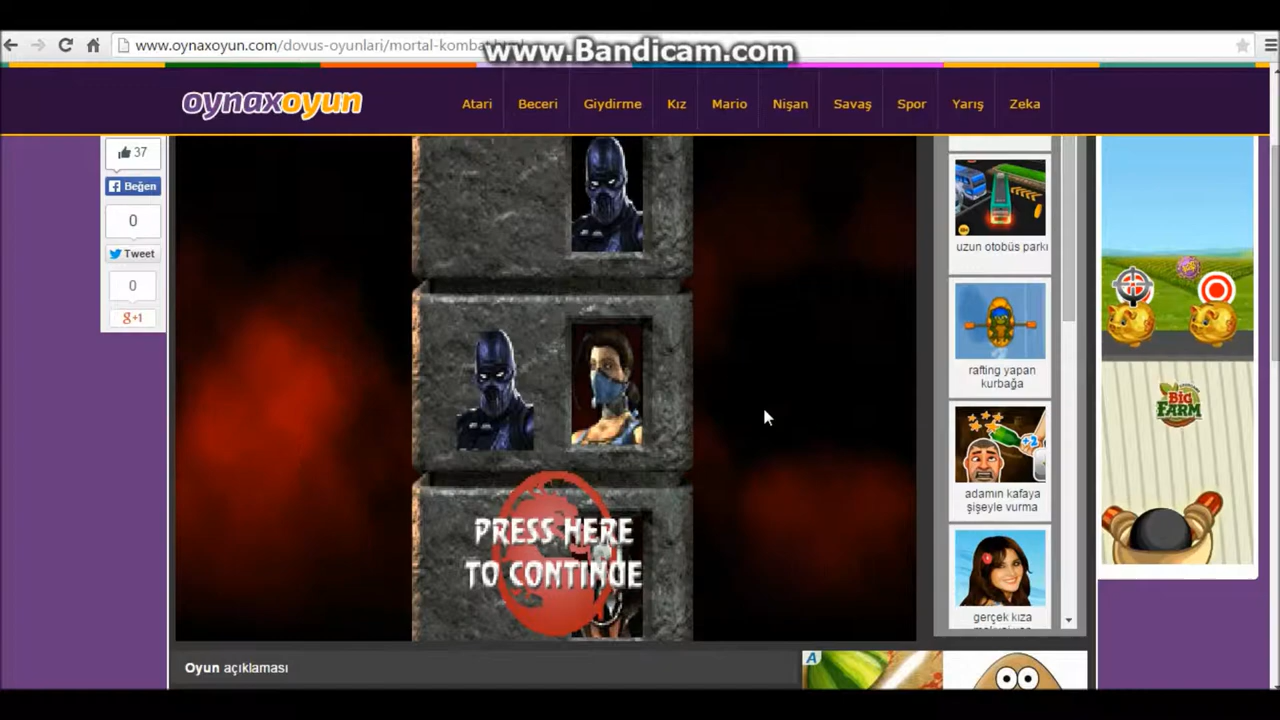 www.oynaxoyun.com/dovus-oyunlari/mortal-kombat
www.Bandicam.com
oynaxoyun
Atari
Beceri
Giydirme
Kız
Mario
Nişan
Savaş
Spor
Yarış
Zeka
37
Beğen
0
Tweet
0
g+1
PRESS HERE
TO CONTINUE
uzun otobüs parkı
+2
rafting yapan
kurbağa
adamın kafaya
şişeyle vurma
gerçek kıza
BIG
FARM
Oyun açıklaması
A